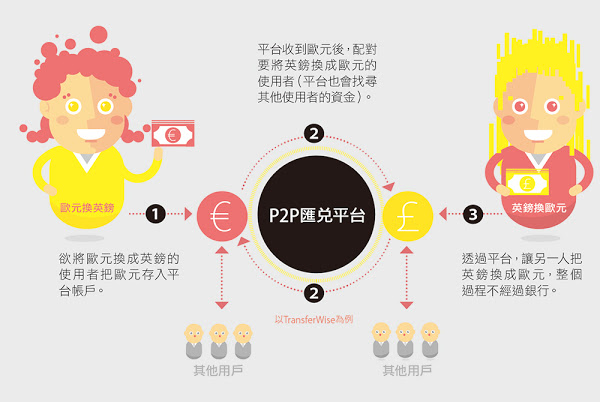 平台收到歐元後，配對
要將英鎊換成歐元的
使用者（平台也會找尋
其他使用者的資金）。
2
€
歐元換英鎊
1
€
P2P匯兌平台
£
3
£
英鎊換歐元
欲將歐元換成英鎊的
使用者把歐元存入平
台帳戶。
2
以TransferWise為例
透過平台，讓另一人把
英鎊換成歐元，整個
過程不經過銀行。
其他用戶
其他用戶